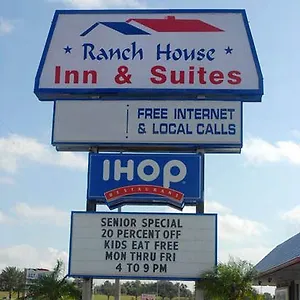 Ranch House
Inn & Suites
FREE INTERNET
& LOCAL CALLS
IHOP
RESTAURANT
SENIOR SPECIAL
20 PERCENT OFF
KIDS EAT FREE
MON THRU FRI
4 TO 9 PM